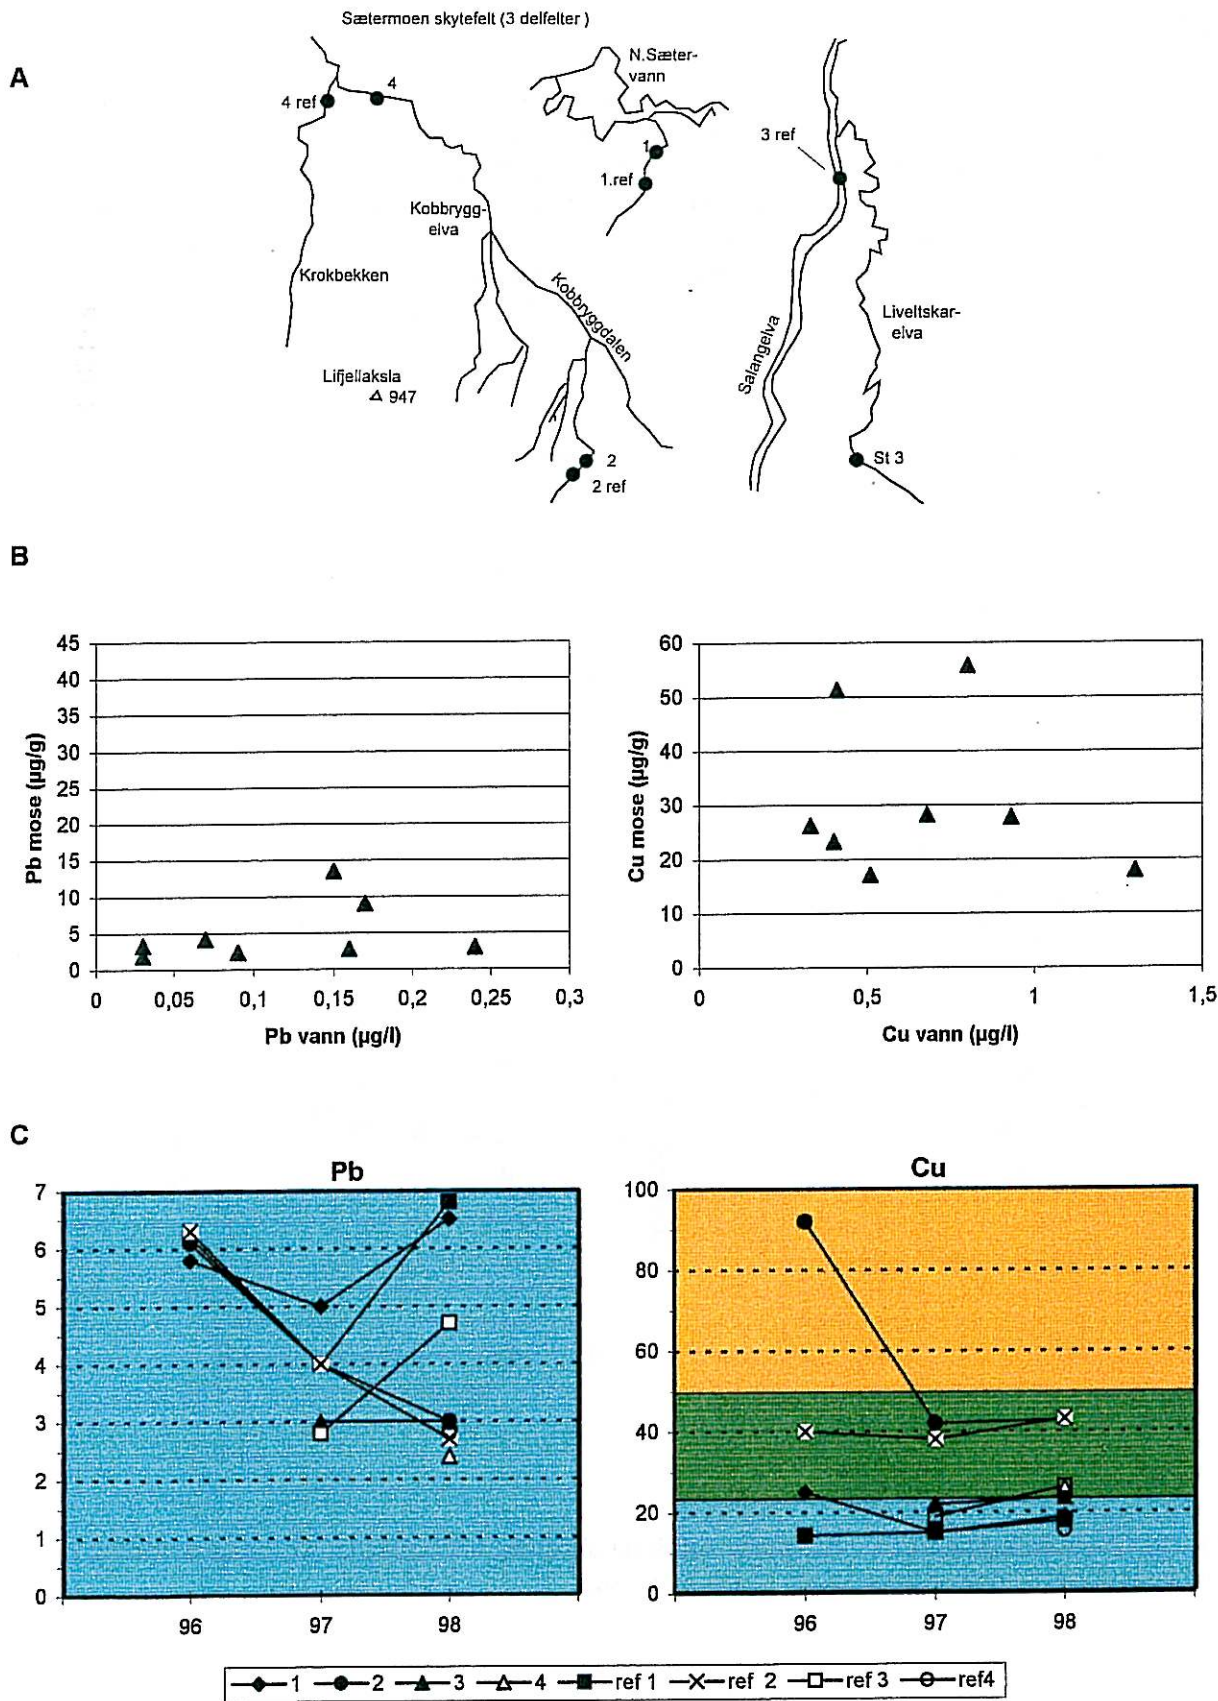 Sætermoen skytefelt (3 delfelter )
A
N.Sæter-
vann
4 ref
4
3 ref
1
1.ref
Kobbrygg-
elva
Krokbekken
Kobbryggdalen
Salangelva
Liveltskar-
elva
Lifjellaksla
947
2
2 ref
St 3
B
Pb mose (µg/g)
45
40
35
30
25
20
15
10
5
0
0 0,05 0,1 0,15 0,2 0,25 0,3
Pb vann (µg/l)
Cu mose (µg/g)
60
50
40
30
20
10
0
0 0,5 1 1,5
Cu vann (µg/l)
C
Pb
7
6
5
4
3
2
1
0
96 97 98
Cu
100
80
60
40
20
0
96 97 98
1 2 3 4 ref 1 ref 2 ref 3 ref4